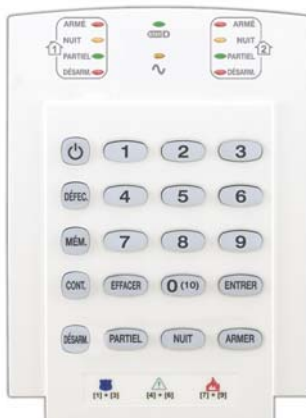 ARMÉ ARMÉ
NUIT NUIT
1 2
PARTIEL PARTIEL
DÉSARM. DÉSARM.
1 2 3
DÉFEC. 4 5 6
MÉM. 7 8 9
CONT. EFFACER 0 (10) ENTRER
DÉSARM. PARTIEL NUIT ARMER
[1] + [3] [4] + [6] [7] + [9]